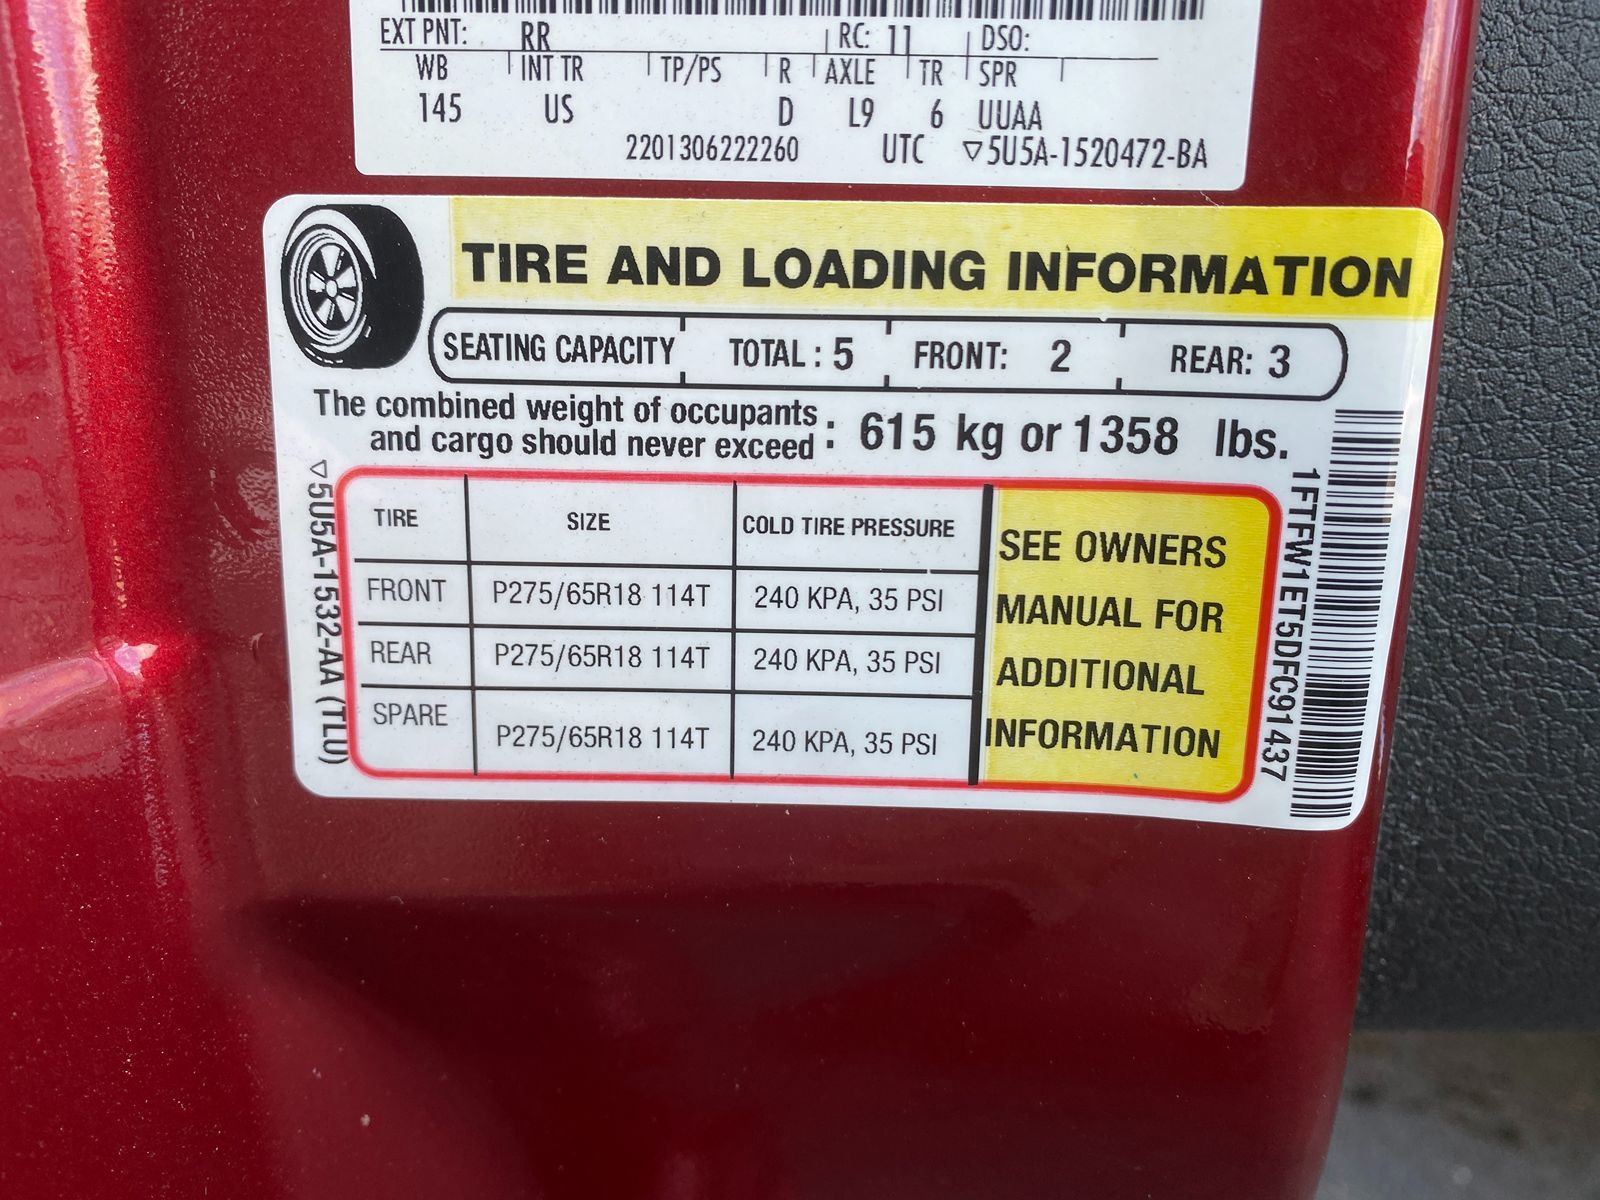 EXT PNT: RR RC: 11 DSO:
WB INT TR TP/PS R AXLE TR SPR
145 US D L9 6 UUAA
2201306222260 UTC ▽5U5A-1520472-BA
TIRE AND LOADING INFORMATION
SEATING CAPACITY TOTAL : 5 FRONT: 2 REAR: 3
The combined weight of occupants
and cargo should never exceed : 615 kg or 1358 lbs.
TIRE SIZE COLD TIRE PRESSURE
FRONT P275/65R18 114T 240 KPA, 35 PSI
REAR P275/65R18 114T 240 KPA, 35 PSI
SPARE P275/65R18 114T 240 KPA, 35 PSI
SEE OWNERS
MANUAL FOR
ADDITIONAL
INFORMATION
▽5U5A-1532-AA (TLU)
1FTFW1ET5DFC91437